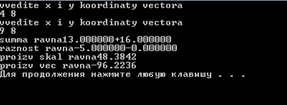 vvedite x i y koordinaty vectora
4 8
vvedite x i y koordinaty vectora
9 8
summa ravna13.000000+16.000000
raznost ravna-5.000000-0.000000
proizv skal ravna48.3842
proizv vec ravna-96.2236
Для продолжения нажмите любую клавишу . . .